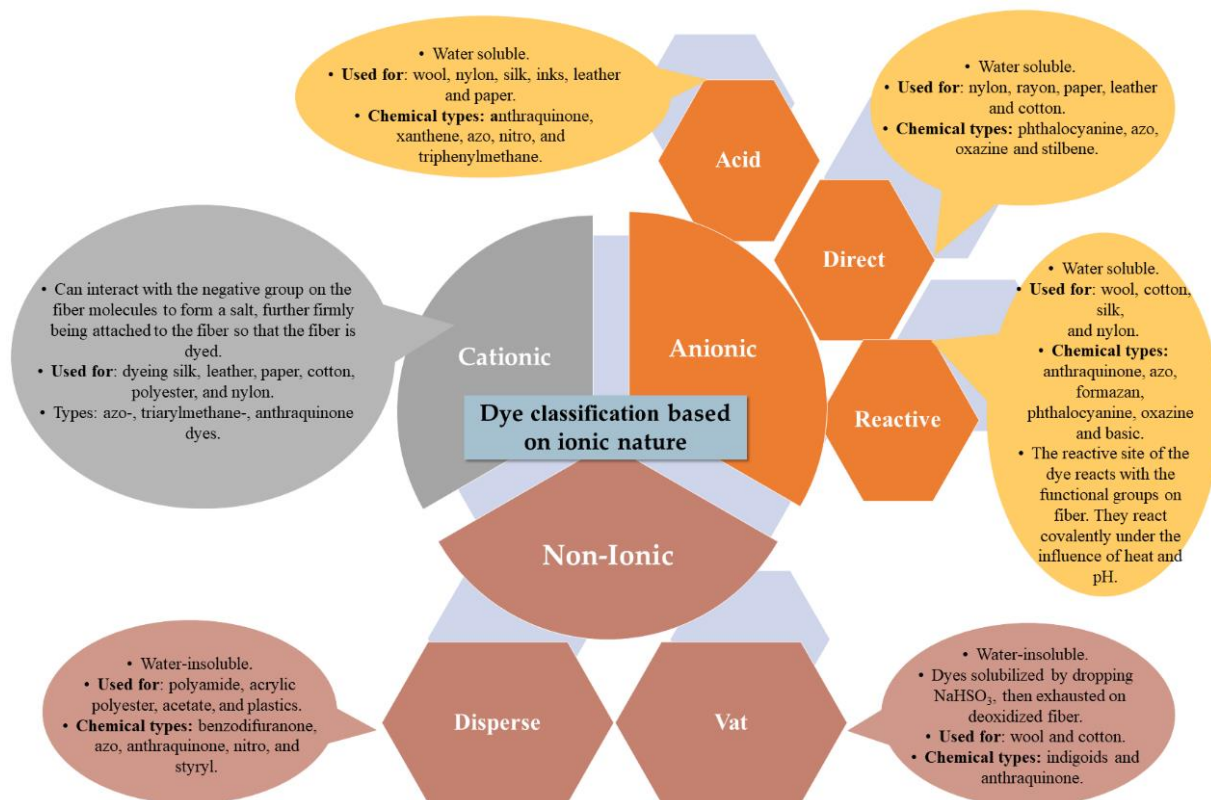 • Water soluble.
• Used for: wool, nylon, silk, inks, leather
and paper.
• Chemical types: anthraquinone,
xanthene, azo, nitro, and
triphenylmethane.
Acid
• Water soluble.
• Used for: nylon, rayon, paper, leather
and cotton.
• Chemical types: phthalocyanine, azo,
oxazine and stilbene.
Direct
• Can interact with the negative group on the
fiber molecules to form a salt, further firmly
being attached to the fiber so that the fiber is
dyed.
• Used for: dyeing silk, leather, paper, cotton,
polyester, and nylon.
• Types: azo-, triarylmethane-, anthraquinone
dyes.
Cationic
Anionic
Dye classification based
on ionic nature
Reactive
• Water soluble.
• Used for: wool, cotton,
silk,
and nylon.
• Chemical types:
anthraquinone, azo,
formazan,
phthalocyanine, oxazine
and basic.
• The reactive site of the
dye reacts with the
functional groups on
fiber. They react
covalently under the
influence of heat and
pH.
Non-Ionic
• Water-insoluble.
• Used for: polyamide, acrylic
polyester, acetate, and plastics.
• Chemical types: benzodifuranone,
azo, anthraquinone, nitro, and
styryl.
Disperse
Vat
• Water-insoluble.
• Dyes solubilized by dropping
NaHSO₃, then exhausted on
deoxidized fiber.
• Used for: wool and cotton.
• Chemical types: indigoids and
anthraquinone.